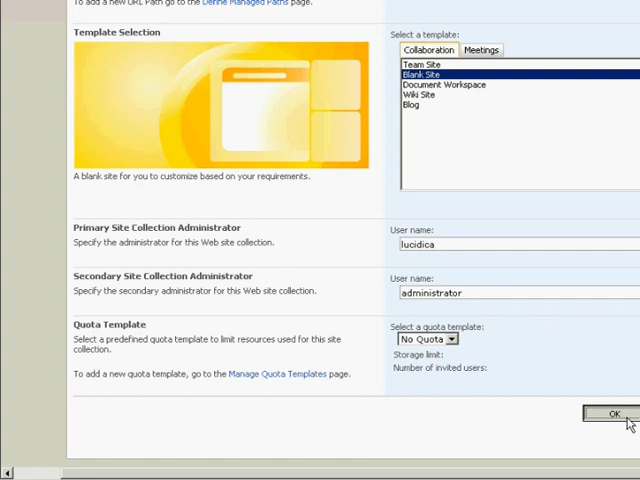 To add a new URL Path go to the Define Managed Paths page.
Template Selection
Select a template:
Collaboration Meetings
Team Site
Blank Site
Document Workspace
Wiki Site
Blog
A blank site for you to customize based on your requirements.
Primary Site Collection Administrator
Specify the administrator for this Web site collection.
User name:
lucidica
Secondary Site Collection Administrator
Specify the secondary administrator for this Web site collection.
User name:
administrator
Quota Template
Select a predefined quota template to limit resources used for this site
collection.
To add a new quota template, go to the Manage Quota Templates page.
Select a quota template:
No Quota
Storage limit:
Number of invited users:
OK